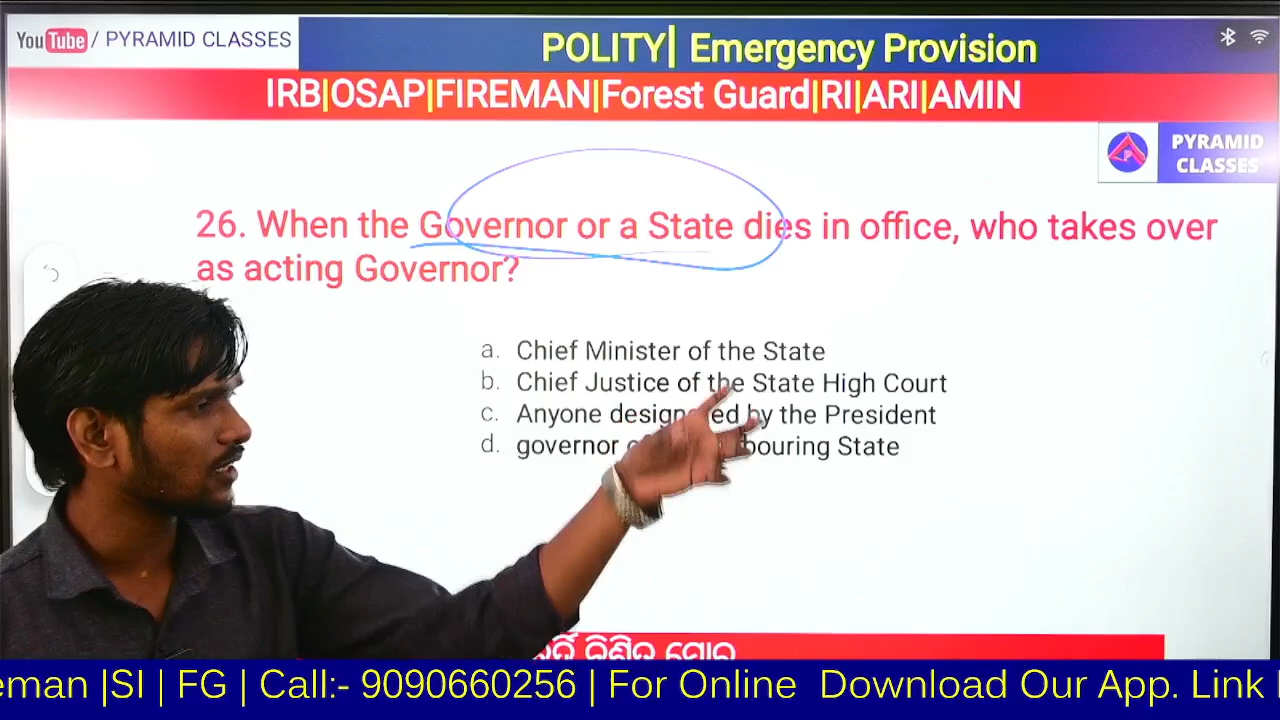 YouTube / PYRAMID CLASSES
POLITY| Emergency Provision
IRB|OSAP|FIREMAN|Forest Guard|RI|ARI|AMIN
PYRAMID
CLASSES
26. When the Governor or a State dies in office, who takes over
as acting Governor?
a. Chief Minister of the State
b. Chief Justice of the State High Court
c. Anyone by the President
d. governor State
eman |SI | FG | Call:- 9090660256 | For Online Download Our App. Link